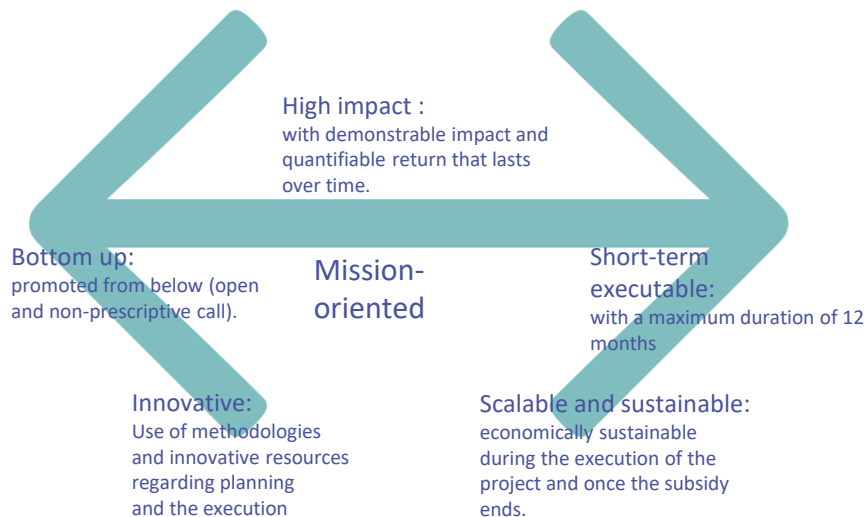 High impact :
with demonstrable impact and
quantifiable return that lasts
over time.
Bottom up:
promoted from below (open
and non-prescriptive call).
Mission-
oriented
Short-term
executable:
with a maximum duration of 12
months
Innovative:
Use of methodologies
and innovative resources
regarding planning
and the execution
Scalable and sustainable:
economically sustainable
during the execution of the
project and once the subsidy
ends.